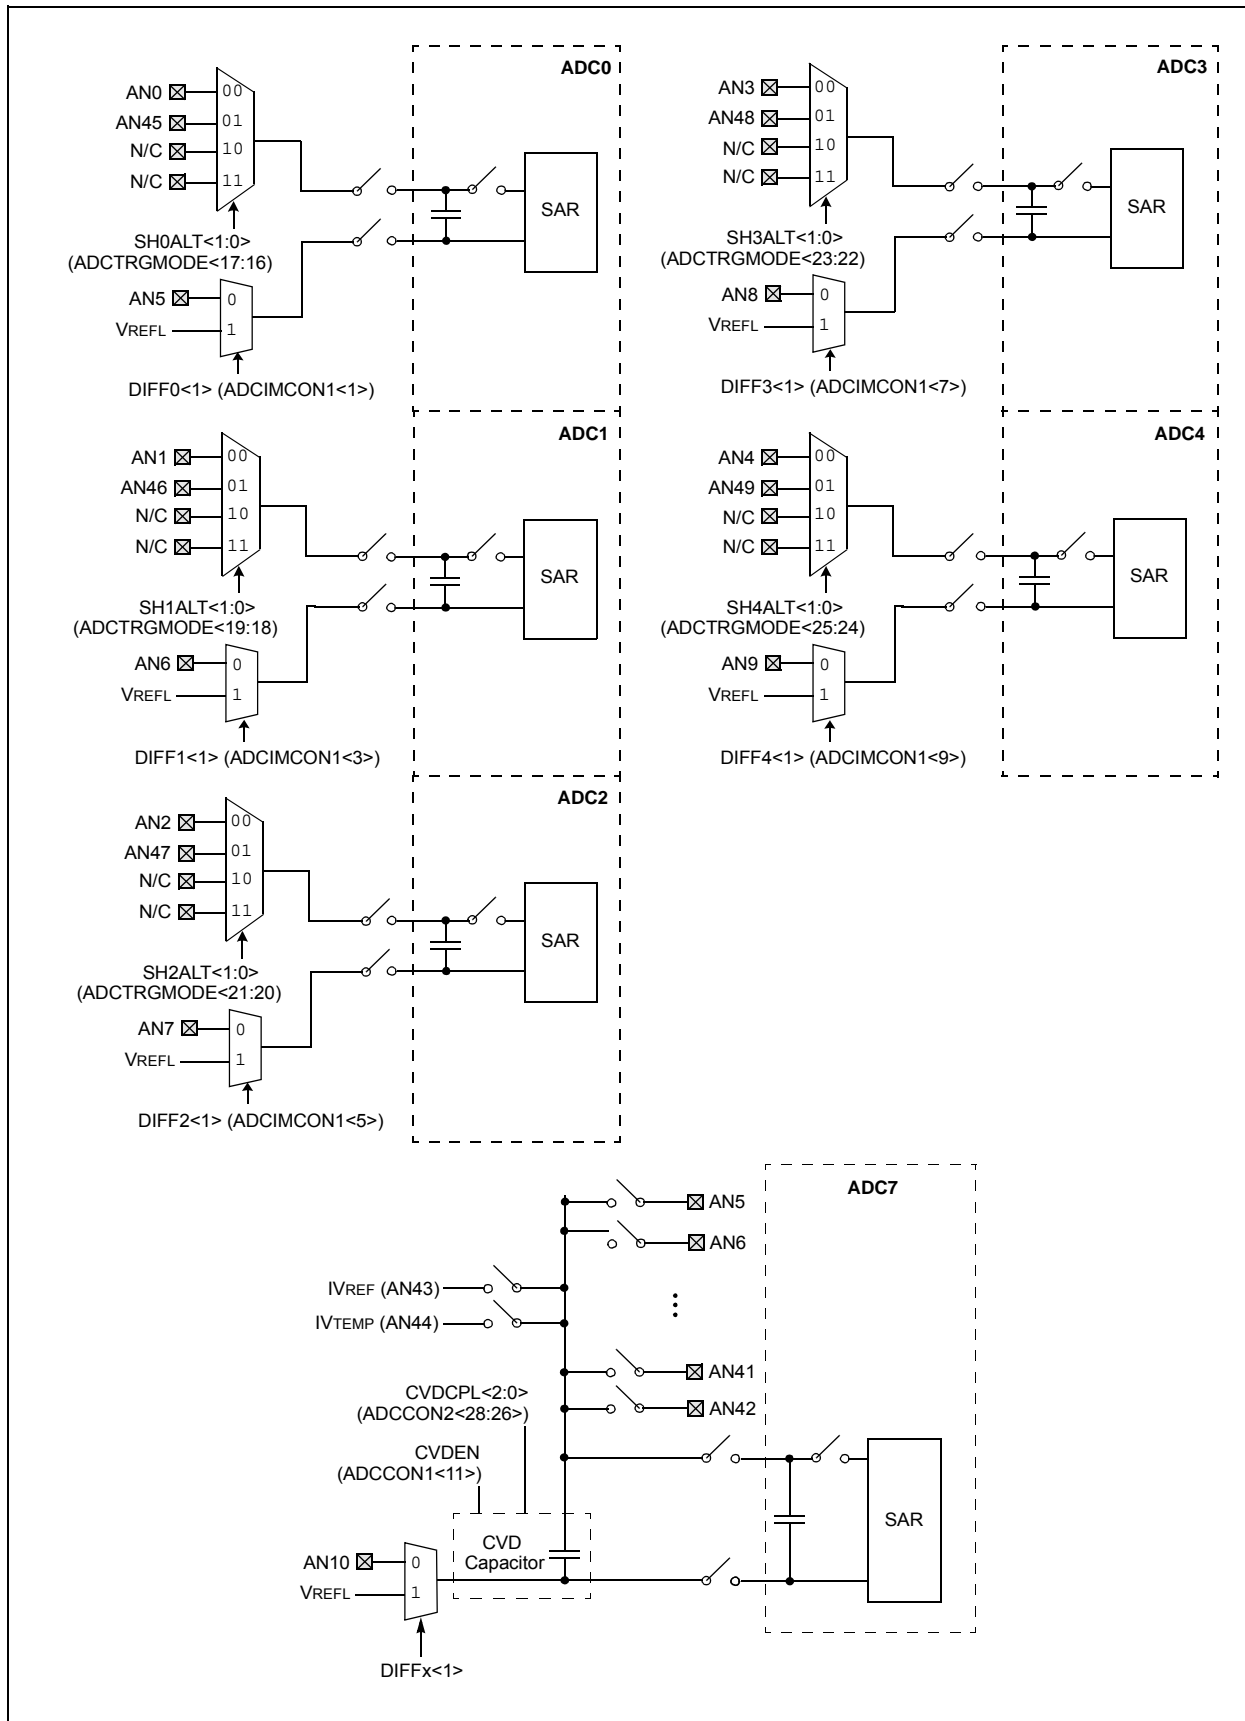 ADC0
AN0
00
AN45
01
N/C
10
N/C
11
SAR
SH0ALT<1:0>
(ADCTRGMODE<17:16)
AN5
0
VREFL
1
DIFF0<1> (ADCIMCON1<1>)
ADC3
AN3
00
AN48
01
N/C
10
N/C
11
SAR
SH3ALT<1:0>
(ADCTRGMODE<23:22)
AN8
0
VREFL
1
DIFF3<1> (ADCIMCON1<7>)
ADC1
AN1
00
AN46
01
N/C
10
N/C
11
SAR
SH1ALT<1:0>
(ADCTRGMODE<19:18)
AN6
0
VREFL
1
DIFF1<1> (ADCIMCON1<3>)
ADC4
AN4
00
AN49
01
N/C
10
N/C
11
SAR
SH4ALT<1:0>
(ADCTRGMODE<25:24)
AN9
0
VREFL
1
DIFF4<1> (ADCIMCON1<9>)
ADC2
AN2
00
AN47
01
N/C
10
N/C
11
SAR
SH2ALT<1:0>
(ADCTRGMODE<21:20)
AN7
0
VREFL
1
DIFF2<1> (ADCIMCON1<5>)
ADC7
AN5
AN6
IVREF (AN43)
IVTEMP (AN44)
AN41
AN42
CVDCPL<2:0>
(ADCCON2<28:26>)
CVDEN
(ADCCON1<11>)
SAR
CVD
Capacitor
AN10
0
VREFL
1
DIFFx<1>